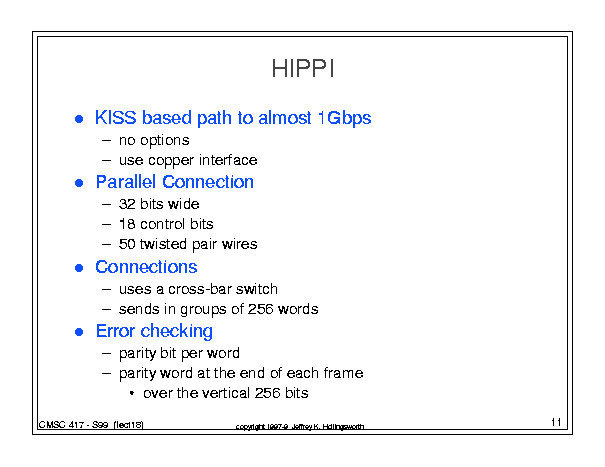 HIPPI
● KISS based path to almost 1Gbps
– no options
– use copper interface
● Parallel Connection
– 32 bits wide
– 18 control bits
– 50 twisted pair wires
● Connections
– uses a cross-bar switch
– sends in groups of 256 words
● Error checking
– parity bit per word
– parity word at the end of each frame
• over the vertical 256 bits
CMSC 417 - S99 (lect18)
copyright 1997-9 Jeffrey K. Hollingsworth
11